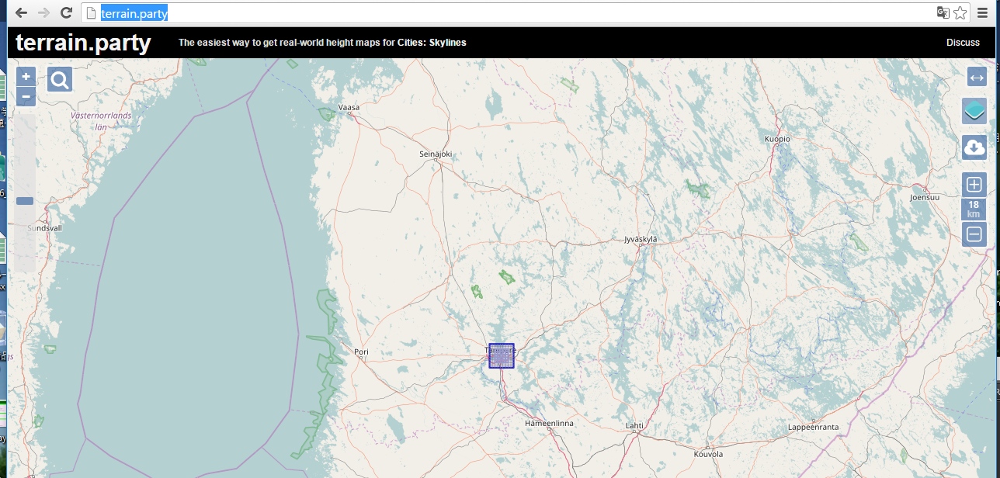 terrain.party
terrain.party
The easiest way to get real-world height maps for Cities: Skylines
Discuss
+
−
Vaasa
Västernorrlands
län
Kuopio
Seinäjoki
Joensuu
18
km
Sundsvall
Jyväskylä
Pori
Hämeenlinna
Lahti
Lappeenranta
Kouvola